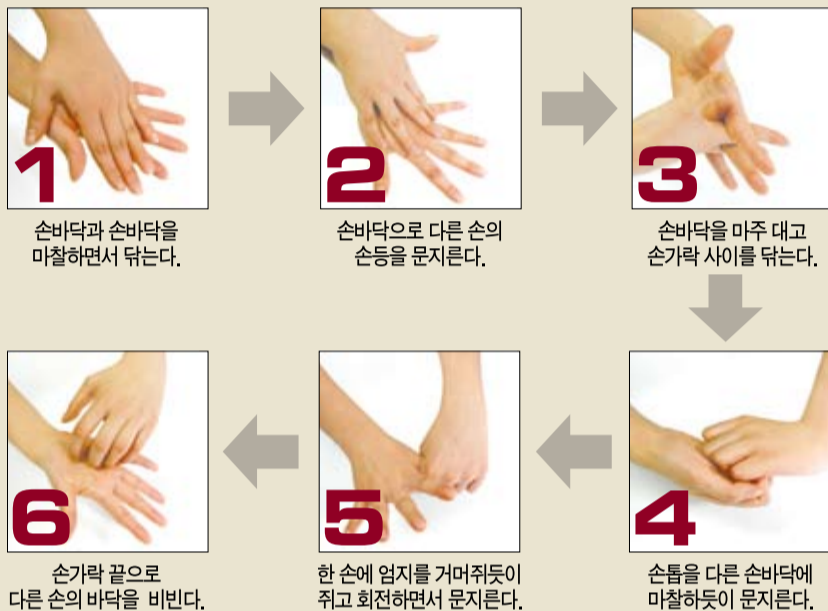 1
손바닥과 손바닥을
마찰하면서 닦는다.
2
손바닥으로 다른 손의
손등을 문지른다.
3
손바닥을 마주 대고
손가락 사이를 닦는다.
4
손톱을 다른 손바닥에
마찰하듯이 문지른다.
5
한 손에 엄지를 거머쥐듯이
쥐고 회전하면서 문지른다.
6
손가락 끝으로
다른 손의 바닥을 비빈다.